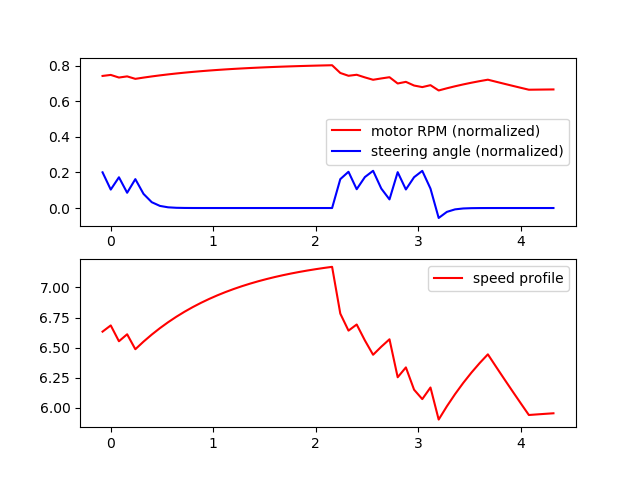 0.8
0.6
0.4
0.2
0.0
motor RPM (normalized)
steering angle (normalized)
0 1 2 3 4
7.00
6.75
6.50
6.25
6.00
speed profile
0 1 2 3 4